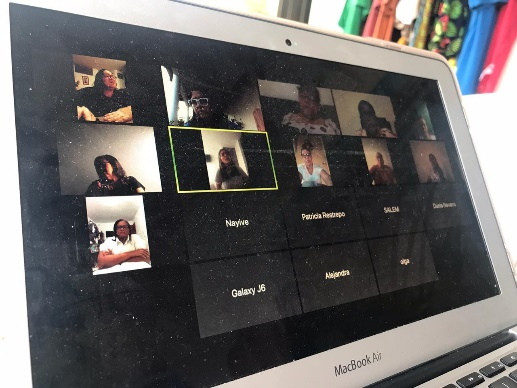 Nayive
Patricia Restrepo
SALEM
Galaxy J6
Alejandra
olga
MacBook Air